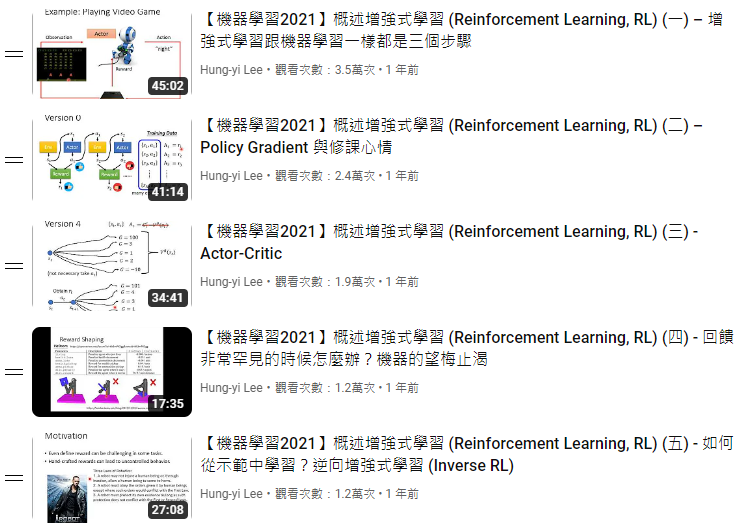 Example: Playing Video Game
Observation
Actor
Action
"right"
Reward
45:02
【機器學習2021】概述增強式學習 (Reinforcement Learning, RL) (一) – 增
強式學習跟機器學習一樣都是三個步驟
Hung-yi Lee • 觀看次數：3.5萬次 • 1 年前
Version 0
Env
Actor
Env
Actor
Training Data
Reward
Reward
many
41:14
【機器學習2021】概述增強式學習 (Reinforcement Learning, RL) (二) –
Policy Gradient 與修課心情
Hung-yi Lee • 觀看次數：2.4萬次 • 1 年前
Version 4
G = 100
G = 3
G = 1
G = 2
G = −10
(not necessary take aₜ)
Obtain rₜ
G = 101
G = 4
G = 3
34:41
【機器學習2021】概述增強式學習 (Reinforcement Learning, RL) (三) -
Actor-Critic
Hung-yi Lee • 觀看次數：1.9萬次 • 1 年前
Reward Shaping
17:35
【機器學習2021】概述增強式學習 (Reinforcement Learning, RL) (四) - 回饋
非常罕見的時候怎麼辦？機器的望梅止渴
Hung-yi Lee • 觀看次數：1.2萬次 • 1 年前
Motivation
• Even define reward can be challenging in some tasks.
• Hand-crafted rewards can lead to uncontrolled behavior.
27:08
【機器學習2021】概述增強式學習 (Reinforcement Learning, RL) (五) - 如何
從示範中學習？逆向增強式學習 (Inverse RL)
Hung-yi Lee • 觀看次數：1.2萬次 • 1 年前